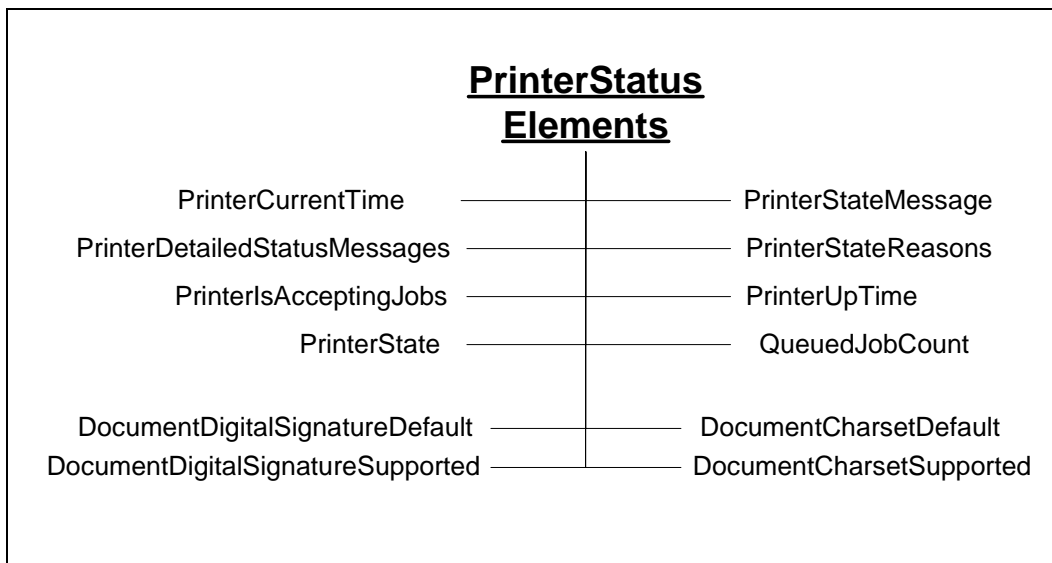 PrinterStatus
Elements
PrinterCurrentTime
PrinterStateMessage
PrinterDetailedStatusMessages
PrinterStateReasons
PrinterIsAcceptingJobs
PrinterUpTime
PrinterState
QueuedJobCount
DocumentDigitalSignatureDefault
DocumentCharsetDefault
DocumentDigitalSignatureSupported
DocumentCharsetSupported